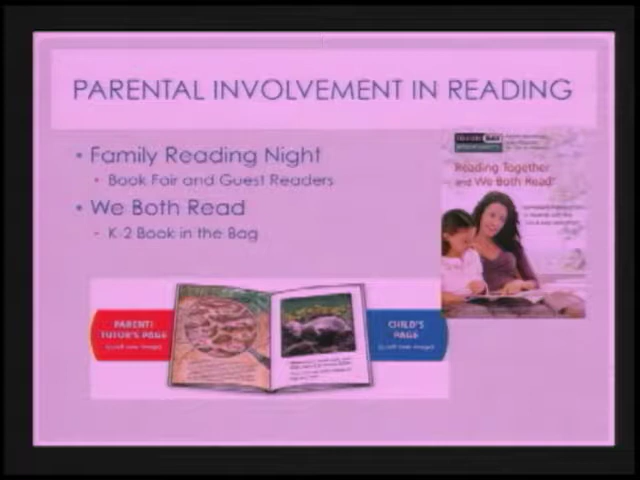 PARENTAL INVOLVEMENT IN READING
• Family Reading Night
• Book Fair and Guest Readers
• We Both Read
- K-2 Book in the Bag
Reading Together
and We Both Read
PARENT/
TUTOR'S PAGE
CHILD'S
PAGE